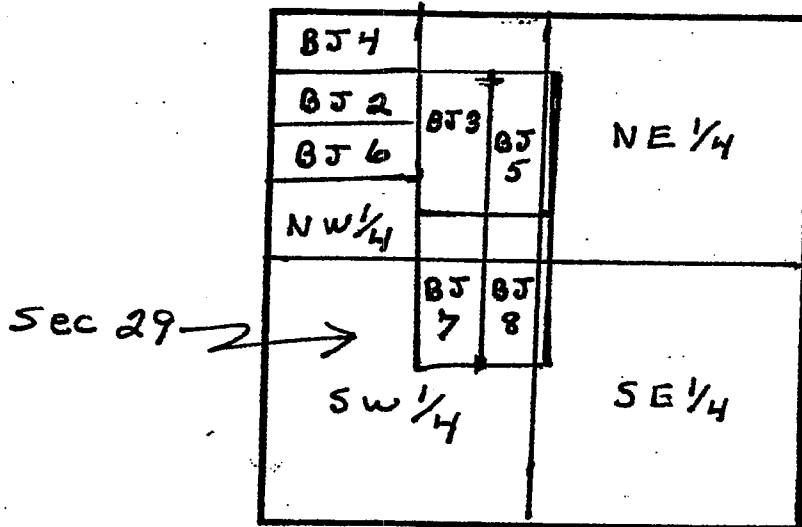 BJ 4
BJ 2
BJ 6
NW 1/4
BJ 3
BJ
5
NE 1/4
BJ
7
BJ
8
Sec 29
SW 1/4
SE 1/4